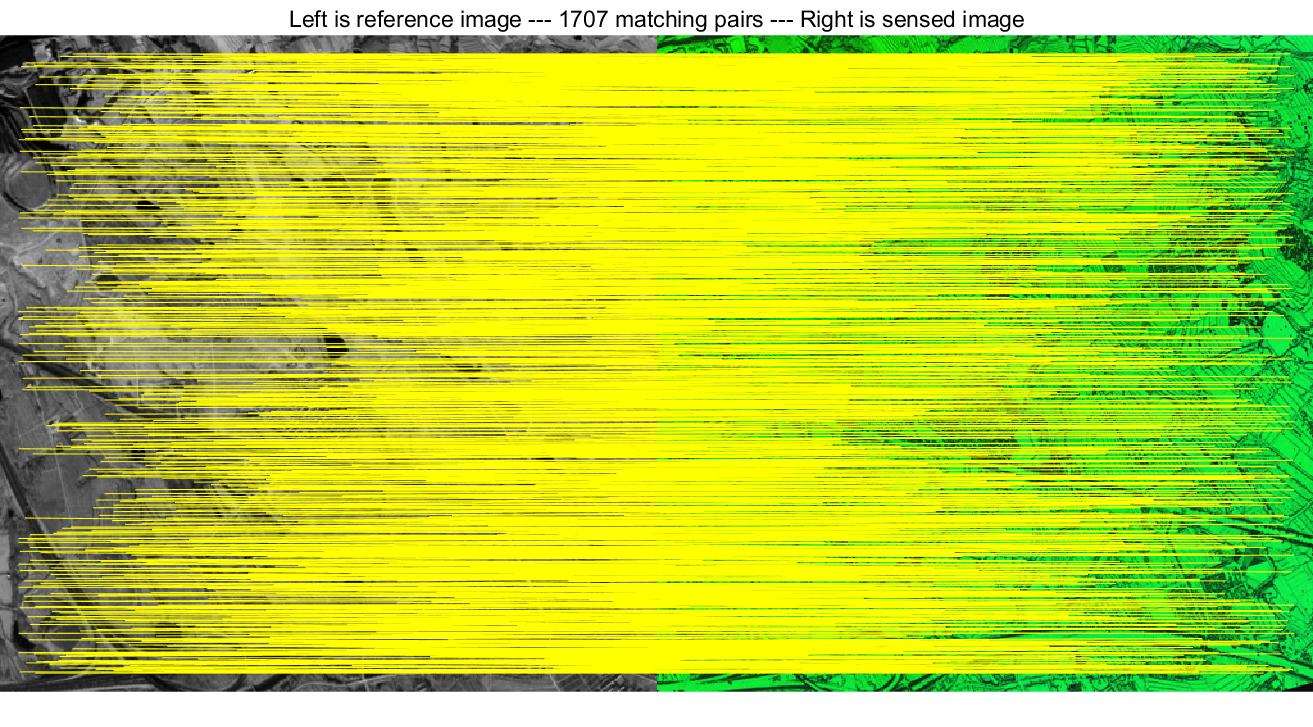 Left is reference image --- 1707 matching pairs --- Right is sensed image